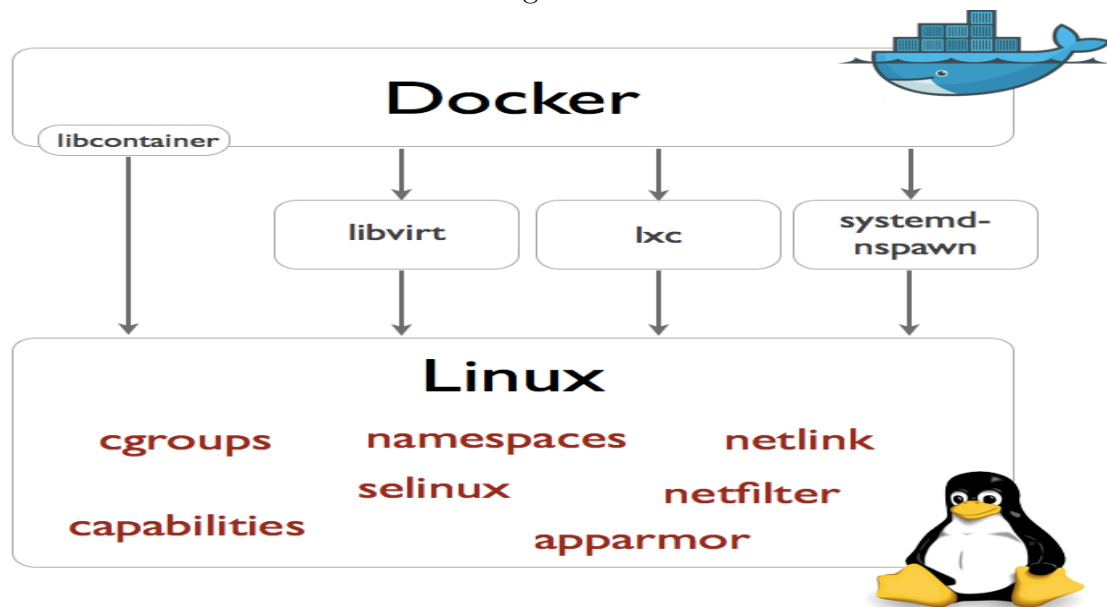 Docker
libcontainer
libvirt
lxc
systemd-
nspawn
Linux
cgroups
namespaces
netlink
selinux
netfilter
capabilities
apparmor